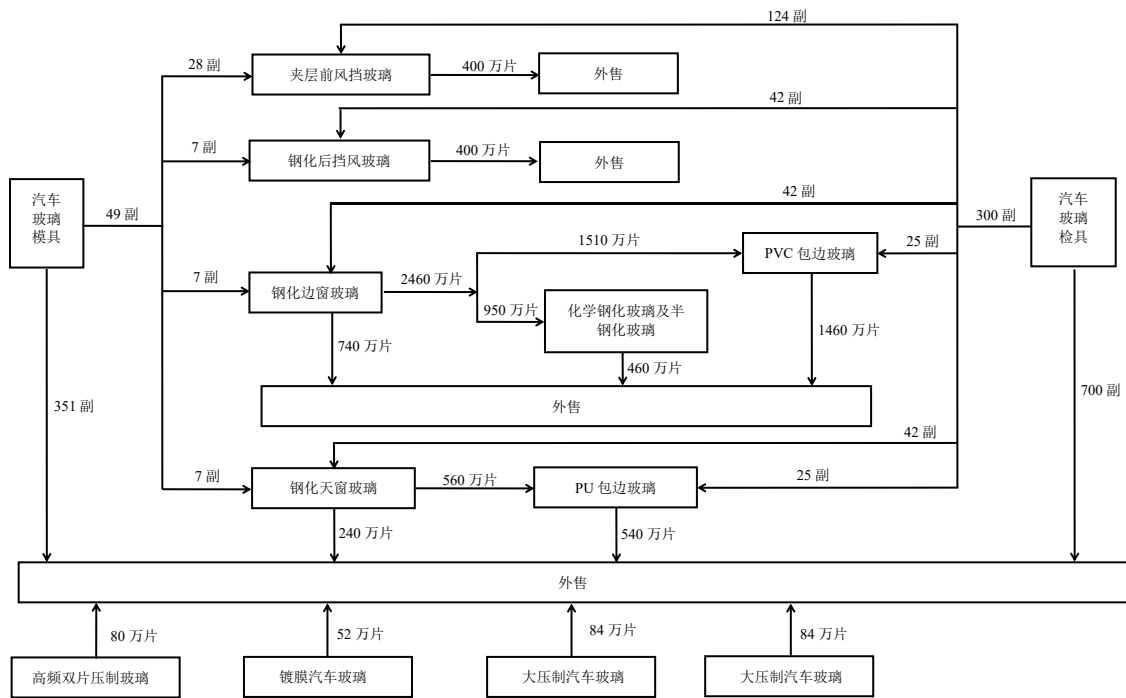 124 副
28 副
夹层前风挡玻璃
400 万片
外售
42 副
7 副
钢化后挡风玻璃
400 万片
外售
汽车
玻璃
模具
49 副
42 副
300 副
汽车
玻璃
检具
1510 万片
PVC 包边玻璃
25 副
7 副
钢化边窗玻璃
2460 万片
950 万片
化学钢化玻璃及半
钢化玻璃
740 万片
460 万片
1460 万片
外售
351 副
700 副
42 副
7 副
钢化天窗玻璃
560 万片
PU 包边玻璃
25 副
240 万片
540 万片
外售
80 万片
52 万片
84 万片
84 万片
高频双片压制玻璃
镀膜汽车玻璃
大压制汽车玻璃
大压制汽车玻璃